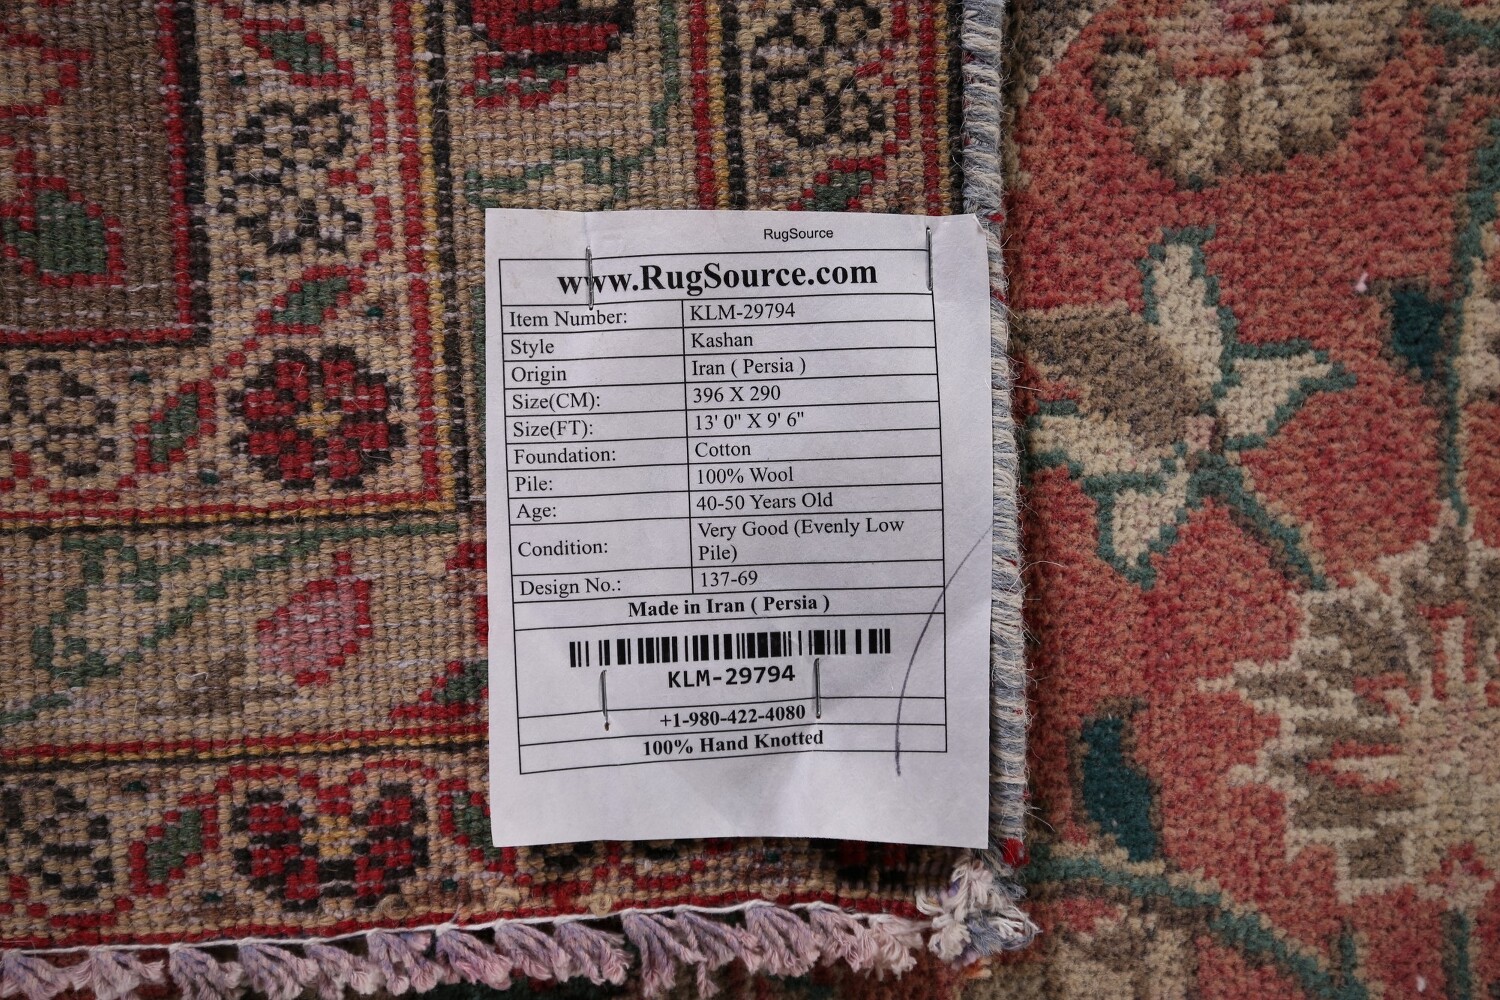 RugSource
www.RugSource.com
Item Number: KLM-29794
Style Kashan
Origin Iran ( Persia )
Size(CM): 396 X 290
Size(FT): 13' 0" X 9' 6"
Foundation: Cotton
Pile: 100% Wool
Age: 40-50 Years Old
Condition: Very Good (Evenly Low
Pile)
Design No.: 137-69
Made in Iran ( Persia )
KLM-29794
+1-980-422-4080
100% Hand Knotted